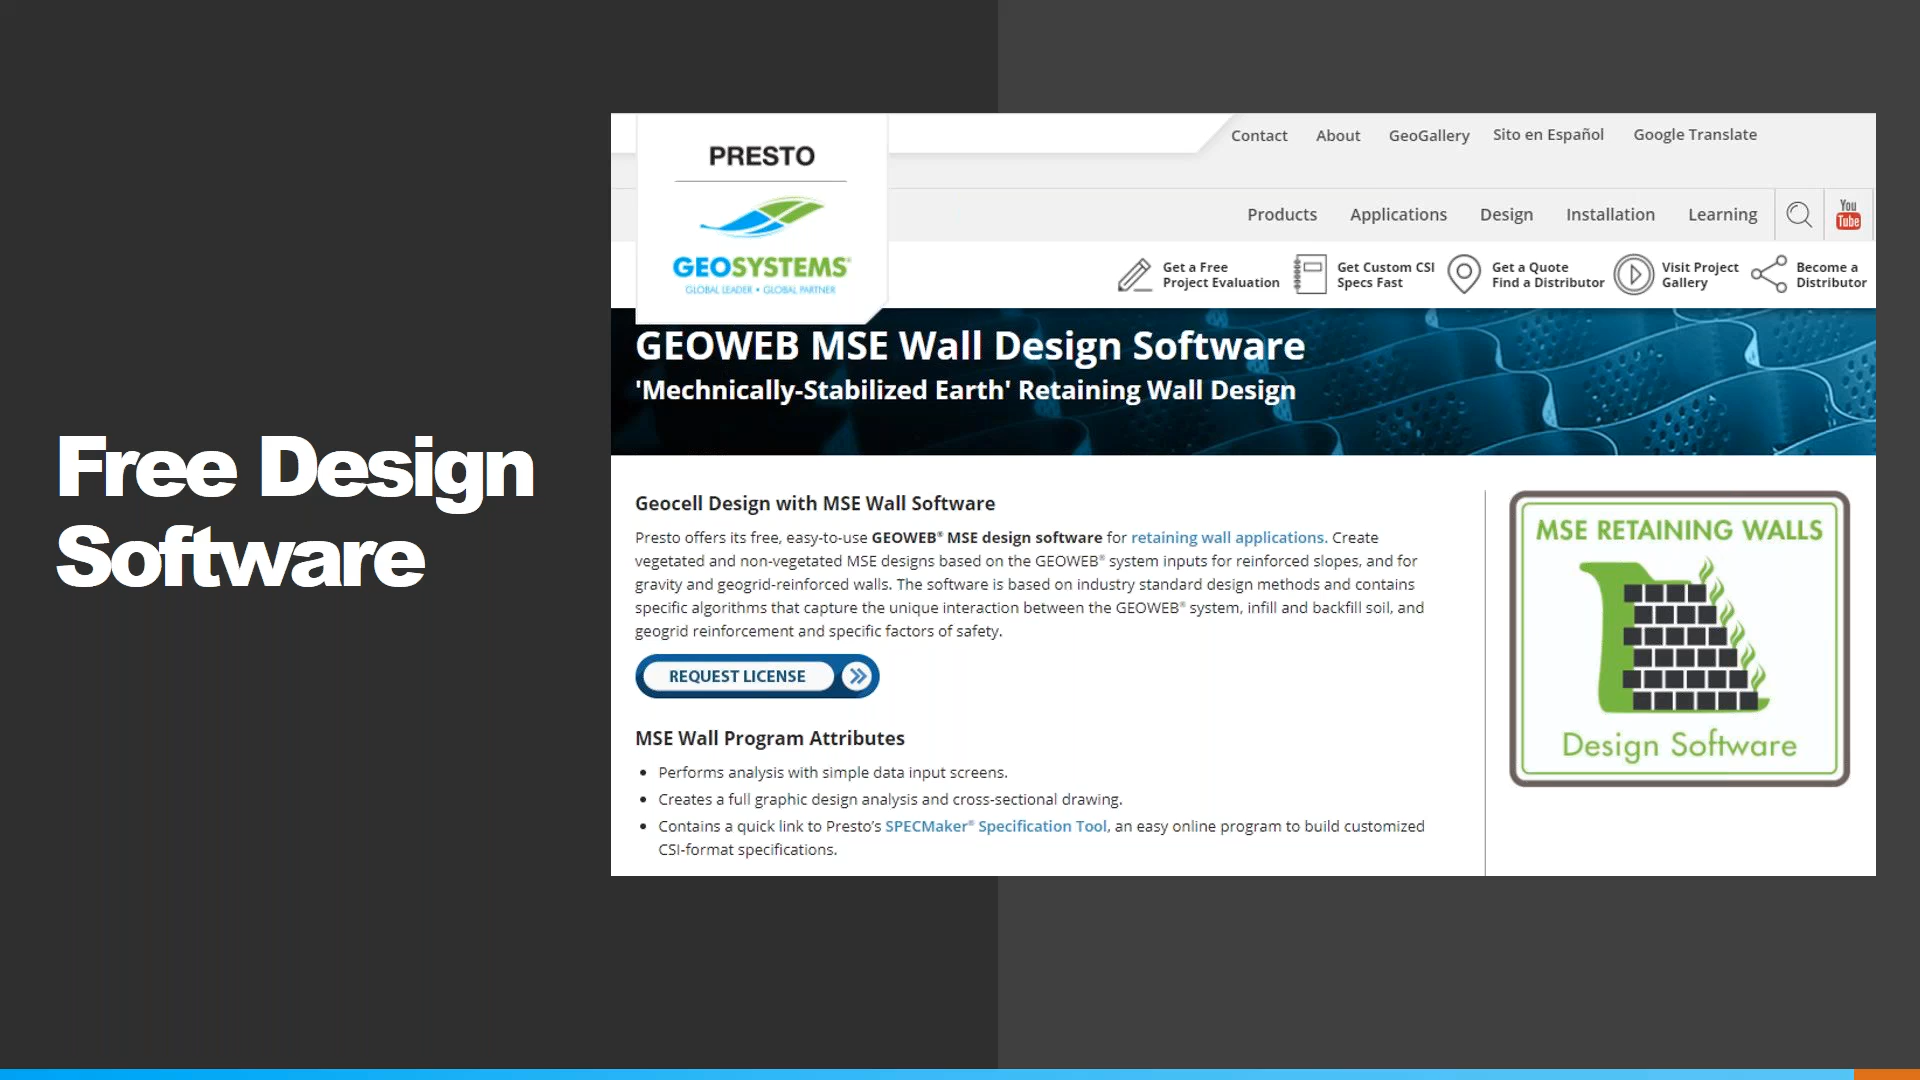 Free Design
Software
PRESTO
GEOSYSTEMS®
GLOBAL LEADER • GLOBAL PARTNER
Contact About GeoGallery Sito en Español Google Translate
Products Applications Design Installation Learning
You
Tube
Get a Free
Project Evaluation
Get Custom CSI
Specs Fast
Get a Quote
Find a Distributor
Visit Project
Gallery
Become a
Distributor
GEOWEB MSE Wall Design Software
'Mechnically-Stabilized Earth' Retaining Wall Design
Geocell Design with MSE Wall Software
Presto offers its free, easy-to-use GEOWEB® MSE design software for retaining wall applications. Create
vegetated and non-vegetated MSE designs based on the GEOWEB® system inputs for reinforced slopes, and for
gravity and geogrid-reinforced walls. The software is based on industry standard design methods and contains
specific algorithms that capture the unique interaction between the GEOWEB® system, infill and backfill soil, and
geogrid reinforcement and specific factors of safety.
REQUEST LICENSE
MSE Wall Program Attributes
• Performs analysis with simple data input screens.
• Creates a full graphic design analysis and cross-sectional drawing.
• Contains a quick link to Presto’s SPECMaker® Specification Tool, an easy online program to build customized
CSI-format specifications.
MSE RETAINING WALLS
Design Software